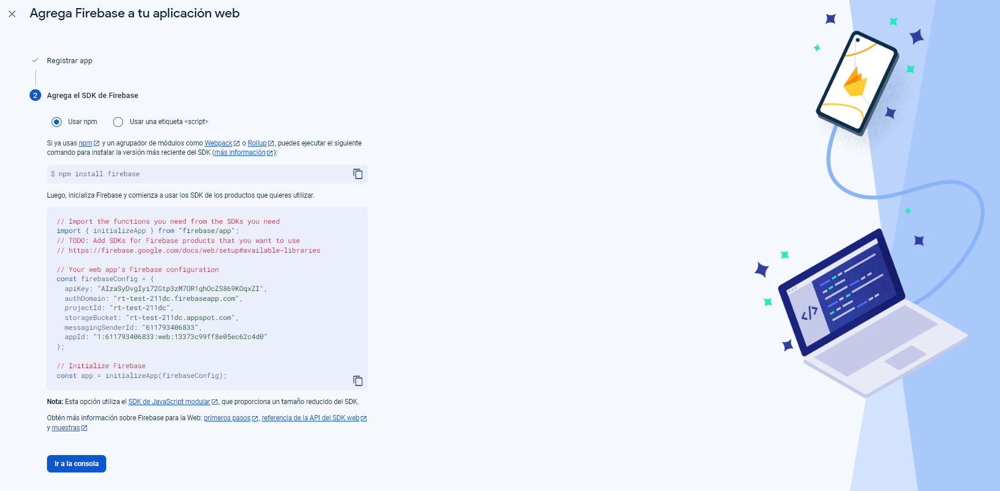 Agrega Firebase a tu aplicación web
Registrar app
2 Agrega el SDK de Firebase
Usar npm Usar una etiqueta <script>
Si ya usas npm y un agrupador de módulos como Webpack o Rollup, puedes ejecutar el siguiente
comando para instalar la versión más reciente del SDK (más información):
$ npm install firebase
Luego, inicializa Firebase y comienza a usar los SDK de los productos que quieres utilizar.
// Import the functions you need from the SDKs you need
import { initializeApp } from "firebase/app";
// TODO: Add SDKs for Firebase products that you want to use
// https://firebase.google.com/docs/web/setup#available-libraries
// Your web app's Firebase configuration
const firebaseConfig = {
apiKey: "AIzaSyDvgIyi72Gtp3zM7OR1qhOcZS869KOqxZI",
authDomain: "rt-test-211dc.firebaseapp.com",
projectId: "rt-test-211dc",
storageBucket: "rt-test-211dc.appspot.com",
messagingSenderId: "611793406833",
appId: "1:611793406833:web:13373c99ff8e05ec62c4d0"
};
// Initialize Firebase
const app = initializeApp(firebaseConfig);
Nota: Esta opción utiliza el SDK de JavaScript modular, que proporciona un tamaño reducido del SDK.
Obtén más información sobre Firebase para la Web: primeros pasos, referencia de la API del SDK web
y muestras
Ir a la consola
</>